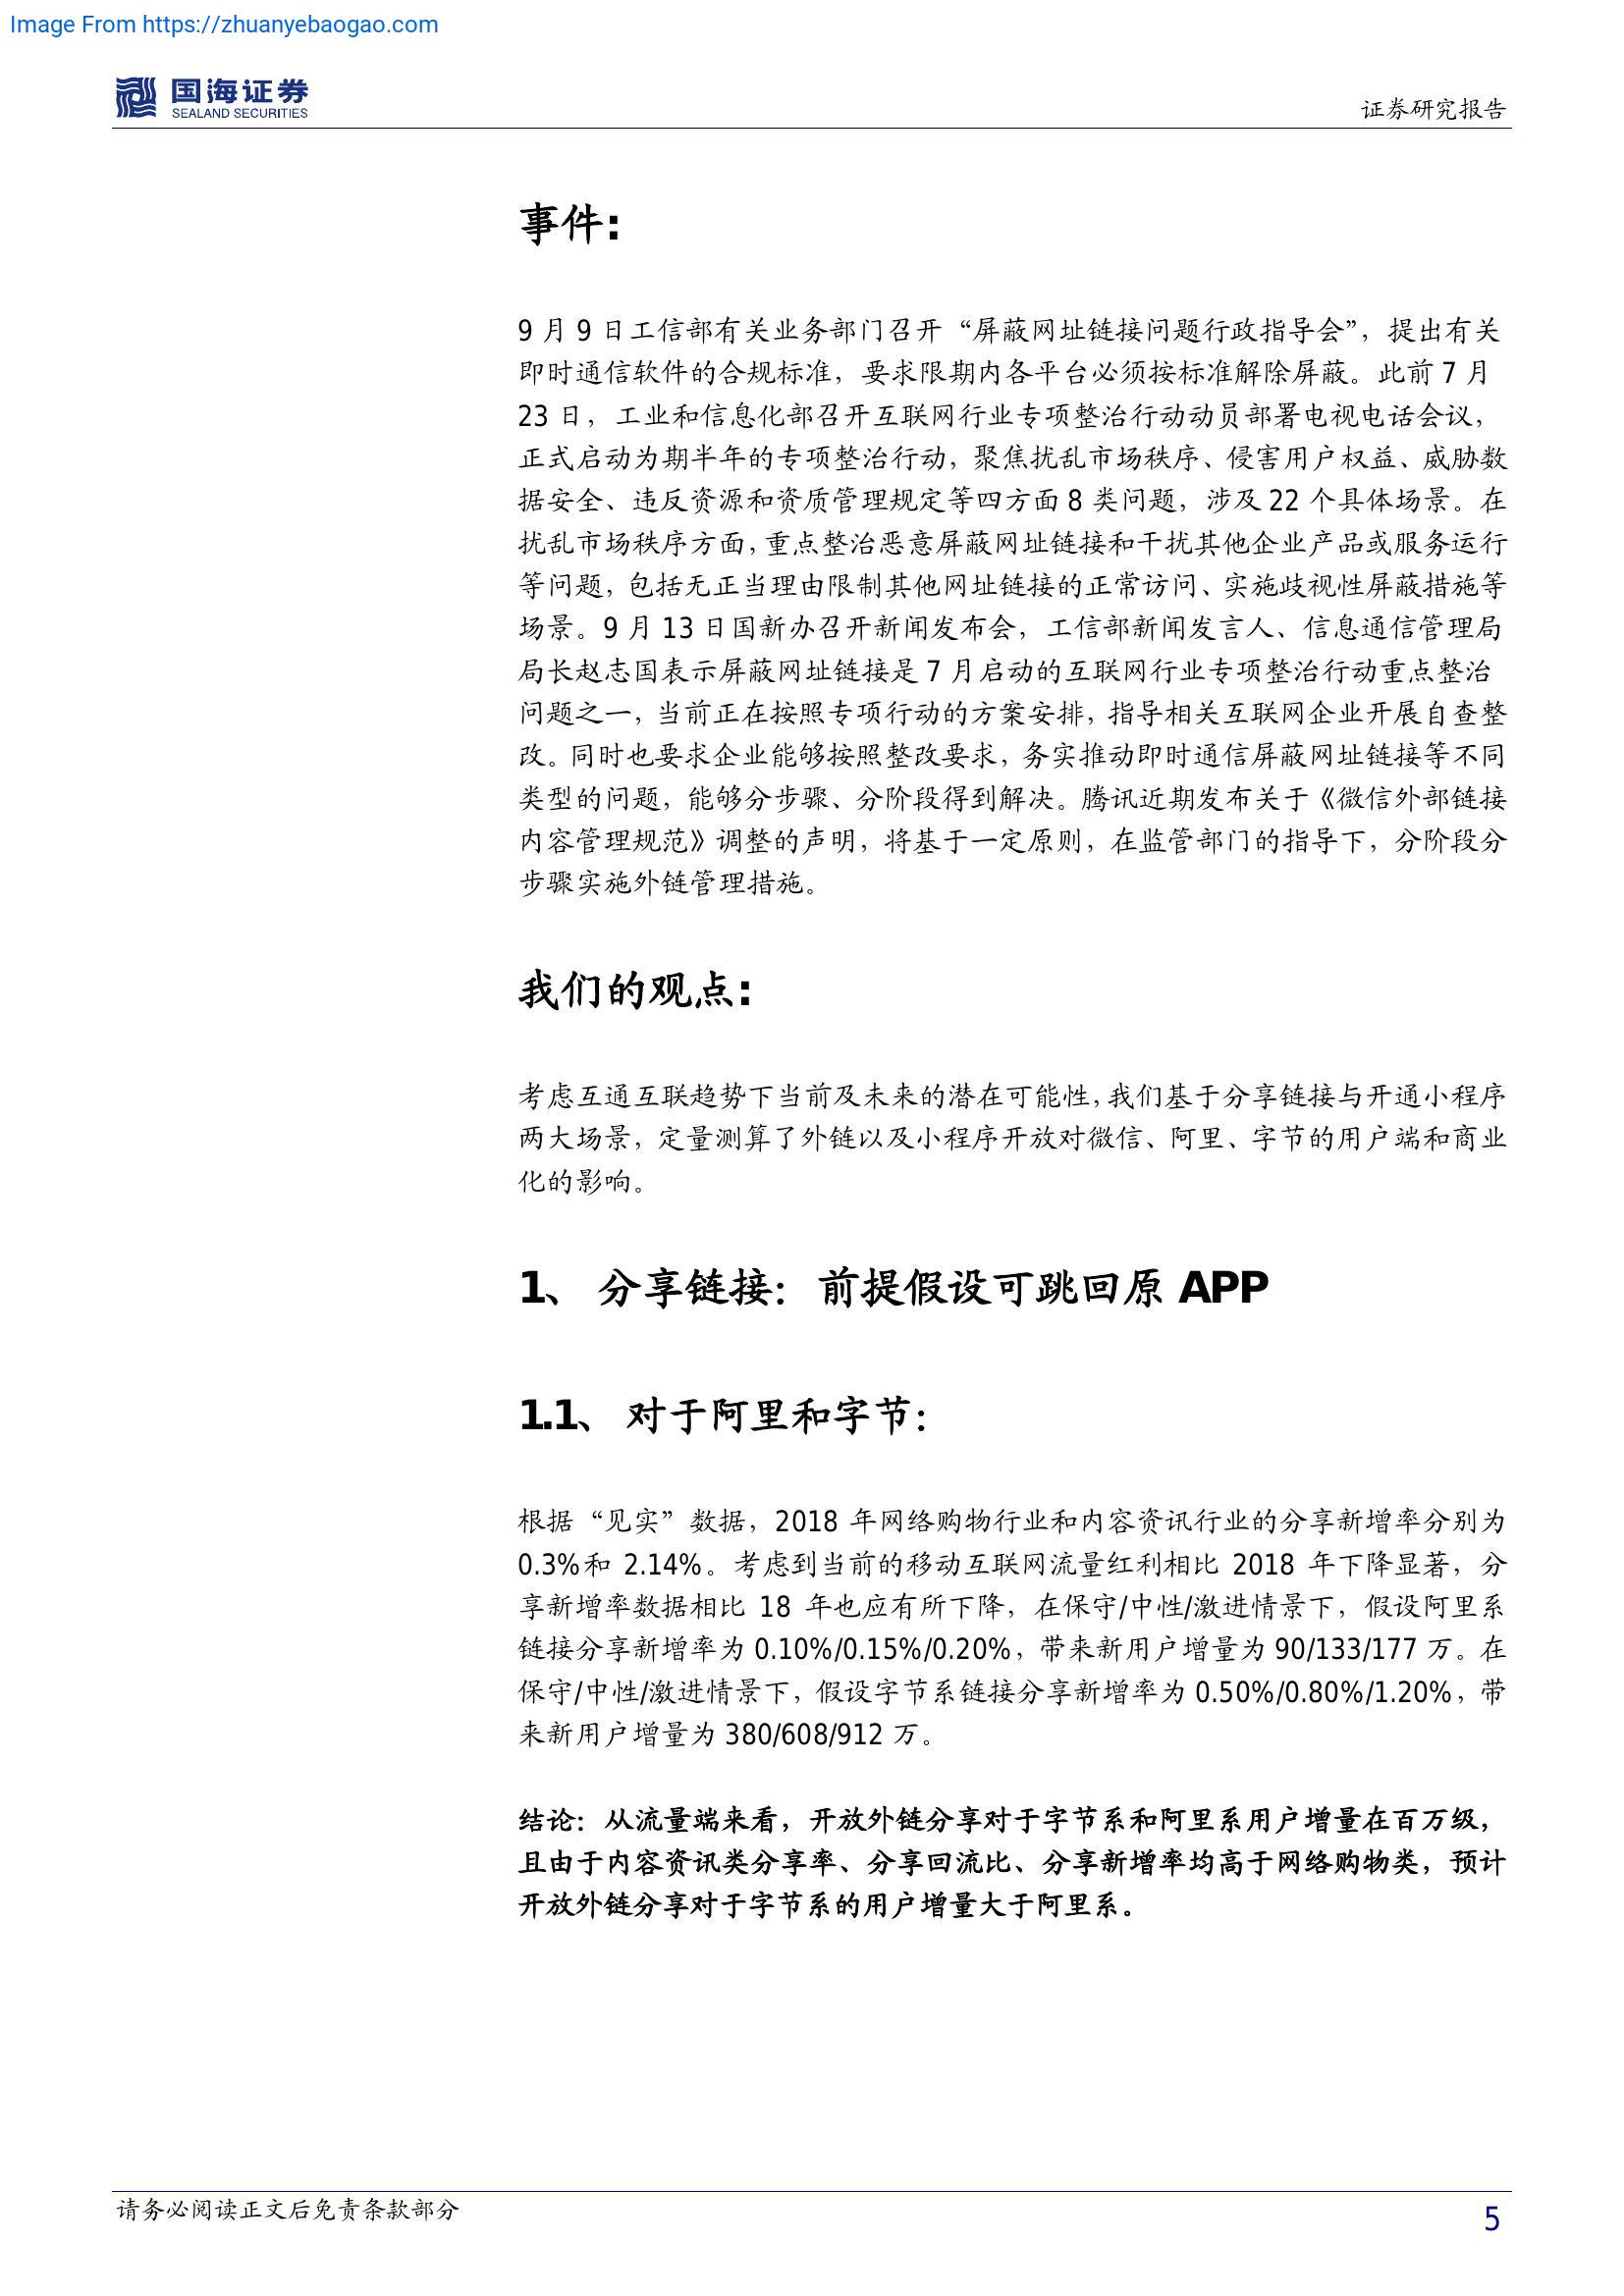 Image From https://zhuanyebaogao.com
国海证券
SEALAND SECURITIES
证券研究报告
事件:
9 月 9 日工信部有关业务部门召开“屏蔽网址链接问题行政指导会”，提出有关
即时通信软件的合规标准，要求限期内各平台必须按标准解除屏蔽。此前 7 月
23 日，工业和信息化部召开互联网行业专项整治行动动员部署电视电话会议，
正式启动为期半年的专项整治行动，聚焦扰乱市场秩序、侵害用户权益、威胁数
据安全、违反资源和资质管理规定等四方面 8 类问题，涉及 22 个具体场景。在
扰乱市场秩序方面，重点整治恶意屏蔽网址链接和干扰其他企业产品或服务运行
等问题，包括无正当理由限制其他网址链接的正常访问、实施歧视性屏蔽措施等
场景。9 月 13 日国新办召开新闻发布会，工信部新闻发言人、信息通信管理局
局长赵志国表示屏蔽网址链接是 7 月启动的互联网行业专项整治行动重点整治
问题之一，当前正在按照专项行动的方案安排，指导相关互联网企业开展自查整
改。同时也要求企业能够按照整改要求，务实推动即时通信屏蔽网址链接等不同
类型的问题，能够分步骤、分阶段得到解决。腾讯近期发布关于《微信外部链接
内容管理规范》调整的声明，将基于一定原则，在监管部门的指导下，分阶段分
步骤实施外链管理措施。
我们的观点:
考虑互通互联趋势下当前及未来的潜在可能性，我们基于分享链接与开通小程序
两大场景，定量测算了外链以及小程序开放对微信、阿里、字节的用户端和商业
化的影响。
1、 分享链接：前提假设可跳回原 APP
1.1、 对于阿里和字节：
根据“见实”数据，2018 年网络购物行业和内容资讯行业的分享新增率分别为
0.3%和 2.14%。考虑到当前的移动互联网流量红利相比 2018 年下降显著，分
享新增率数据相比 18 年也应有所下降，在保守/中性/激进情景下，假设阿里系
链接分享新增率为 0.10%/0.15%/0.20%，带来新用户增量为 90/133/177 万。在
保守/中性/激进情景下，假设字节系链接分享新增率为 0.50%/0.80%/1.20%，带
来新用户增量为 380/608/912 万。
结论：从流量端来看，开放外链分享对于字节系和阿里系用户增量在百万级，
且由于内容资讯类分享率、分享回流比、分享新增率均高于网络购物类，预计
开放外链分享对于字节系的用户增量大于阿里系。
请务必阅读正文后免责条款部分
5